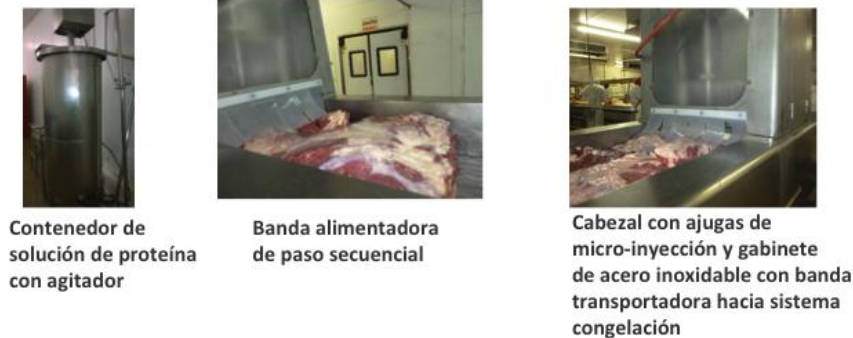 Contenedor de
solución de proteína
con agitador
Banda alimentadora
de paso secuencial
Cabezal con ajugas de
micro-inyección y gabinete
de acero inoxidable con banda
transportadora hacia sistema
congelación